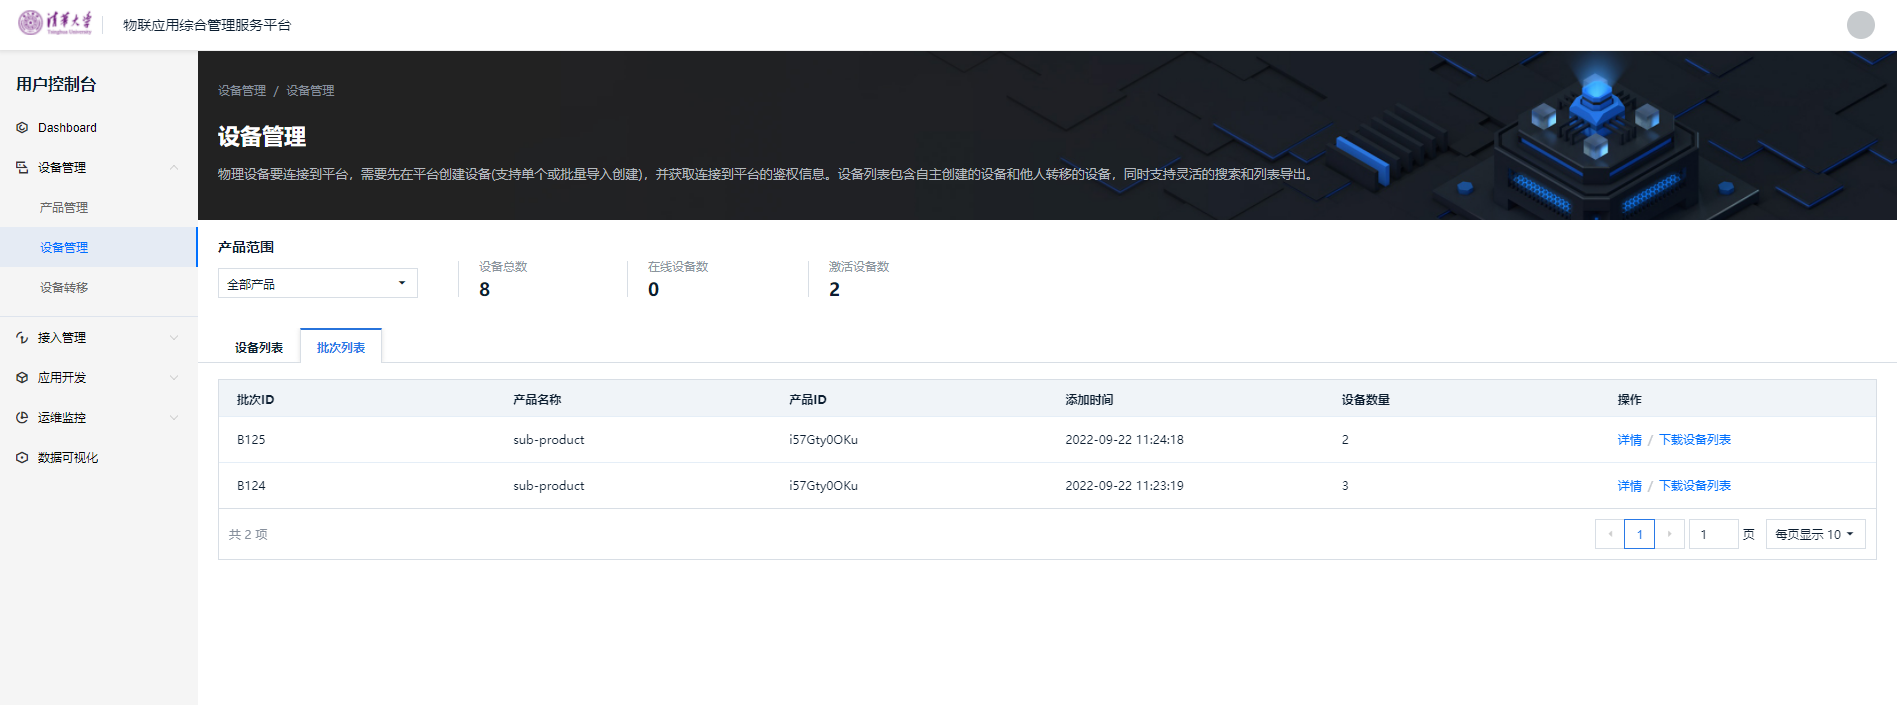 清华大学
Tsinghua University
物联应用综合管理服务平台
用户控制台
Dashboard
设备管理
产品管理
设备管理
设备转移
接入管理
应用开发
运维监控
数据可视化
设备管理 / 设备管理
设备管理
物理设备要连接到平台，需要先在平台创建设备(支持单个或批量导入创建)，并获取连接到平台的鉴权信息。设备列表包含自主创建的设备和他人转移的设备，同时支持灵活的搜索和列表导出。
产品范围
全部产品
设备总数
8
在线设备数
0
激活设备数
2
设备列表 批次列表
批次ID 产品名称 产品ID 添加时间 设备数量 操作
B125 sub-product i57Gty0OKu 2022-09-22 11:24:18 2 详情 / 下载设备列表
B124 sub-product i57Gty0OKu 2022-09-22 11:23:19 3 详情 / 下载设备列表
共 2 项 1 1 页 每页显示 10